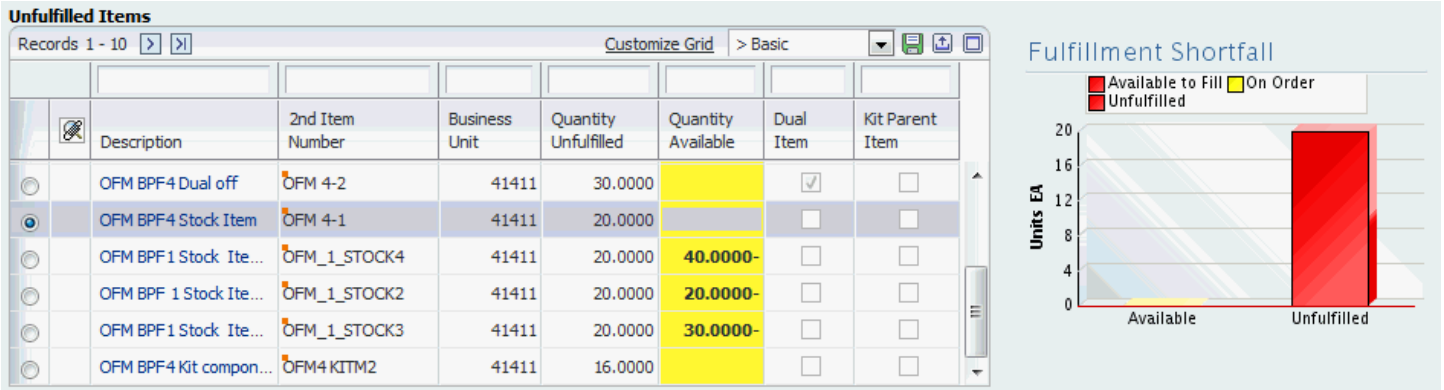 Unfulfilled Items
Records 1 - 10 Customize Grid > Basic
Description 2nd Item Number Business Unit Quantity Unfulfilled Quantity Available Dual Item Kit Parent Item
OFM BPF4 Dual off OFM 4-2 41411 30.0000
OFM BPF4 Stock Item OFM 4-1 41411 20.0000
OFM BPF1 Stock Ite... OFM_1_STOCK4 41411 20.0000 40.0000-
OFM BPF 1 Stock Ite... OFM_1_STOCK2 41411 20.0000 20.0000-
OFM BPF1 Stock Ite... OFM_1_STOCK3 41411 20.0000 30.0000-
OFM BPF4 Kit compon... OFM4 KITM2 41411 16.0000
Fulfillment Shortfall
Available to Fill On Order
Unfulfilled
Units EA
20
16
12
8
4
0
Available Unfulfilled